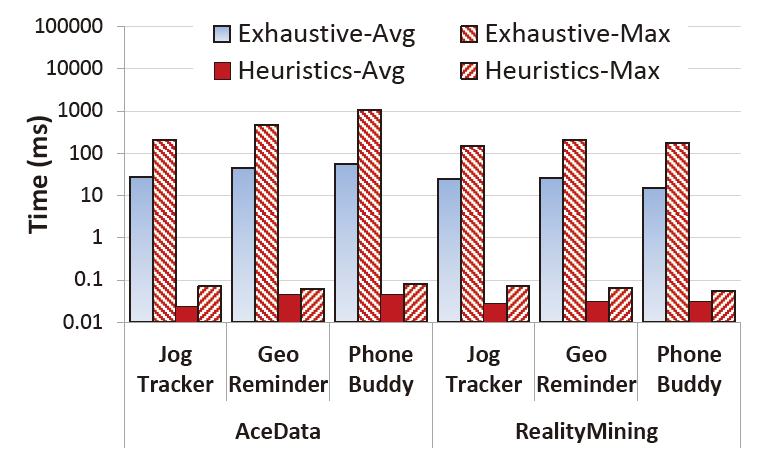 100000
10000
1000
100
10
1
0.1
0.01
Time (ms)
Exhaustive-Avg
Exhaustive-Max
Heuristics-Avg
Heuristics-Max
Jog
Tracker
Geo
Reminder
Phone
Buddy
Jog
Tracker
Geo
Reminder
Phone
Buddy
AceData
RealityMining